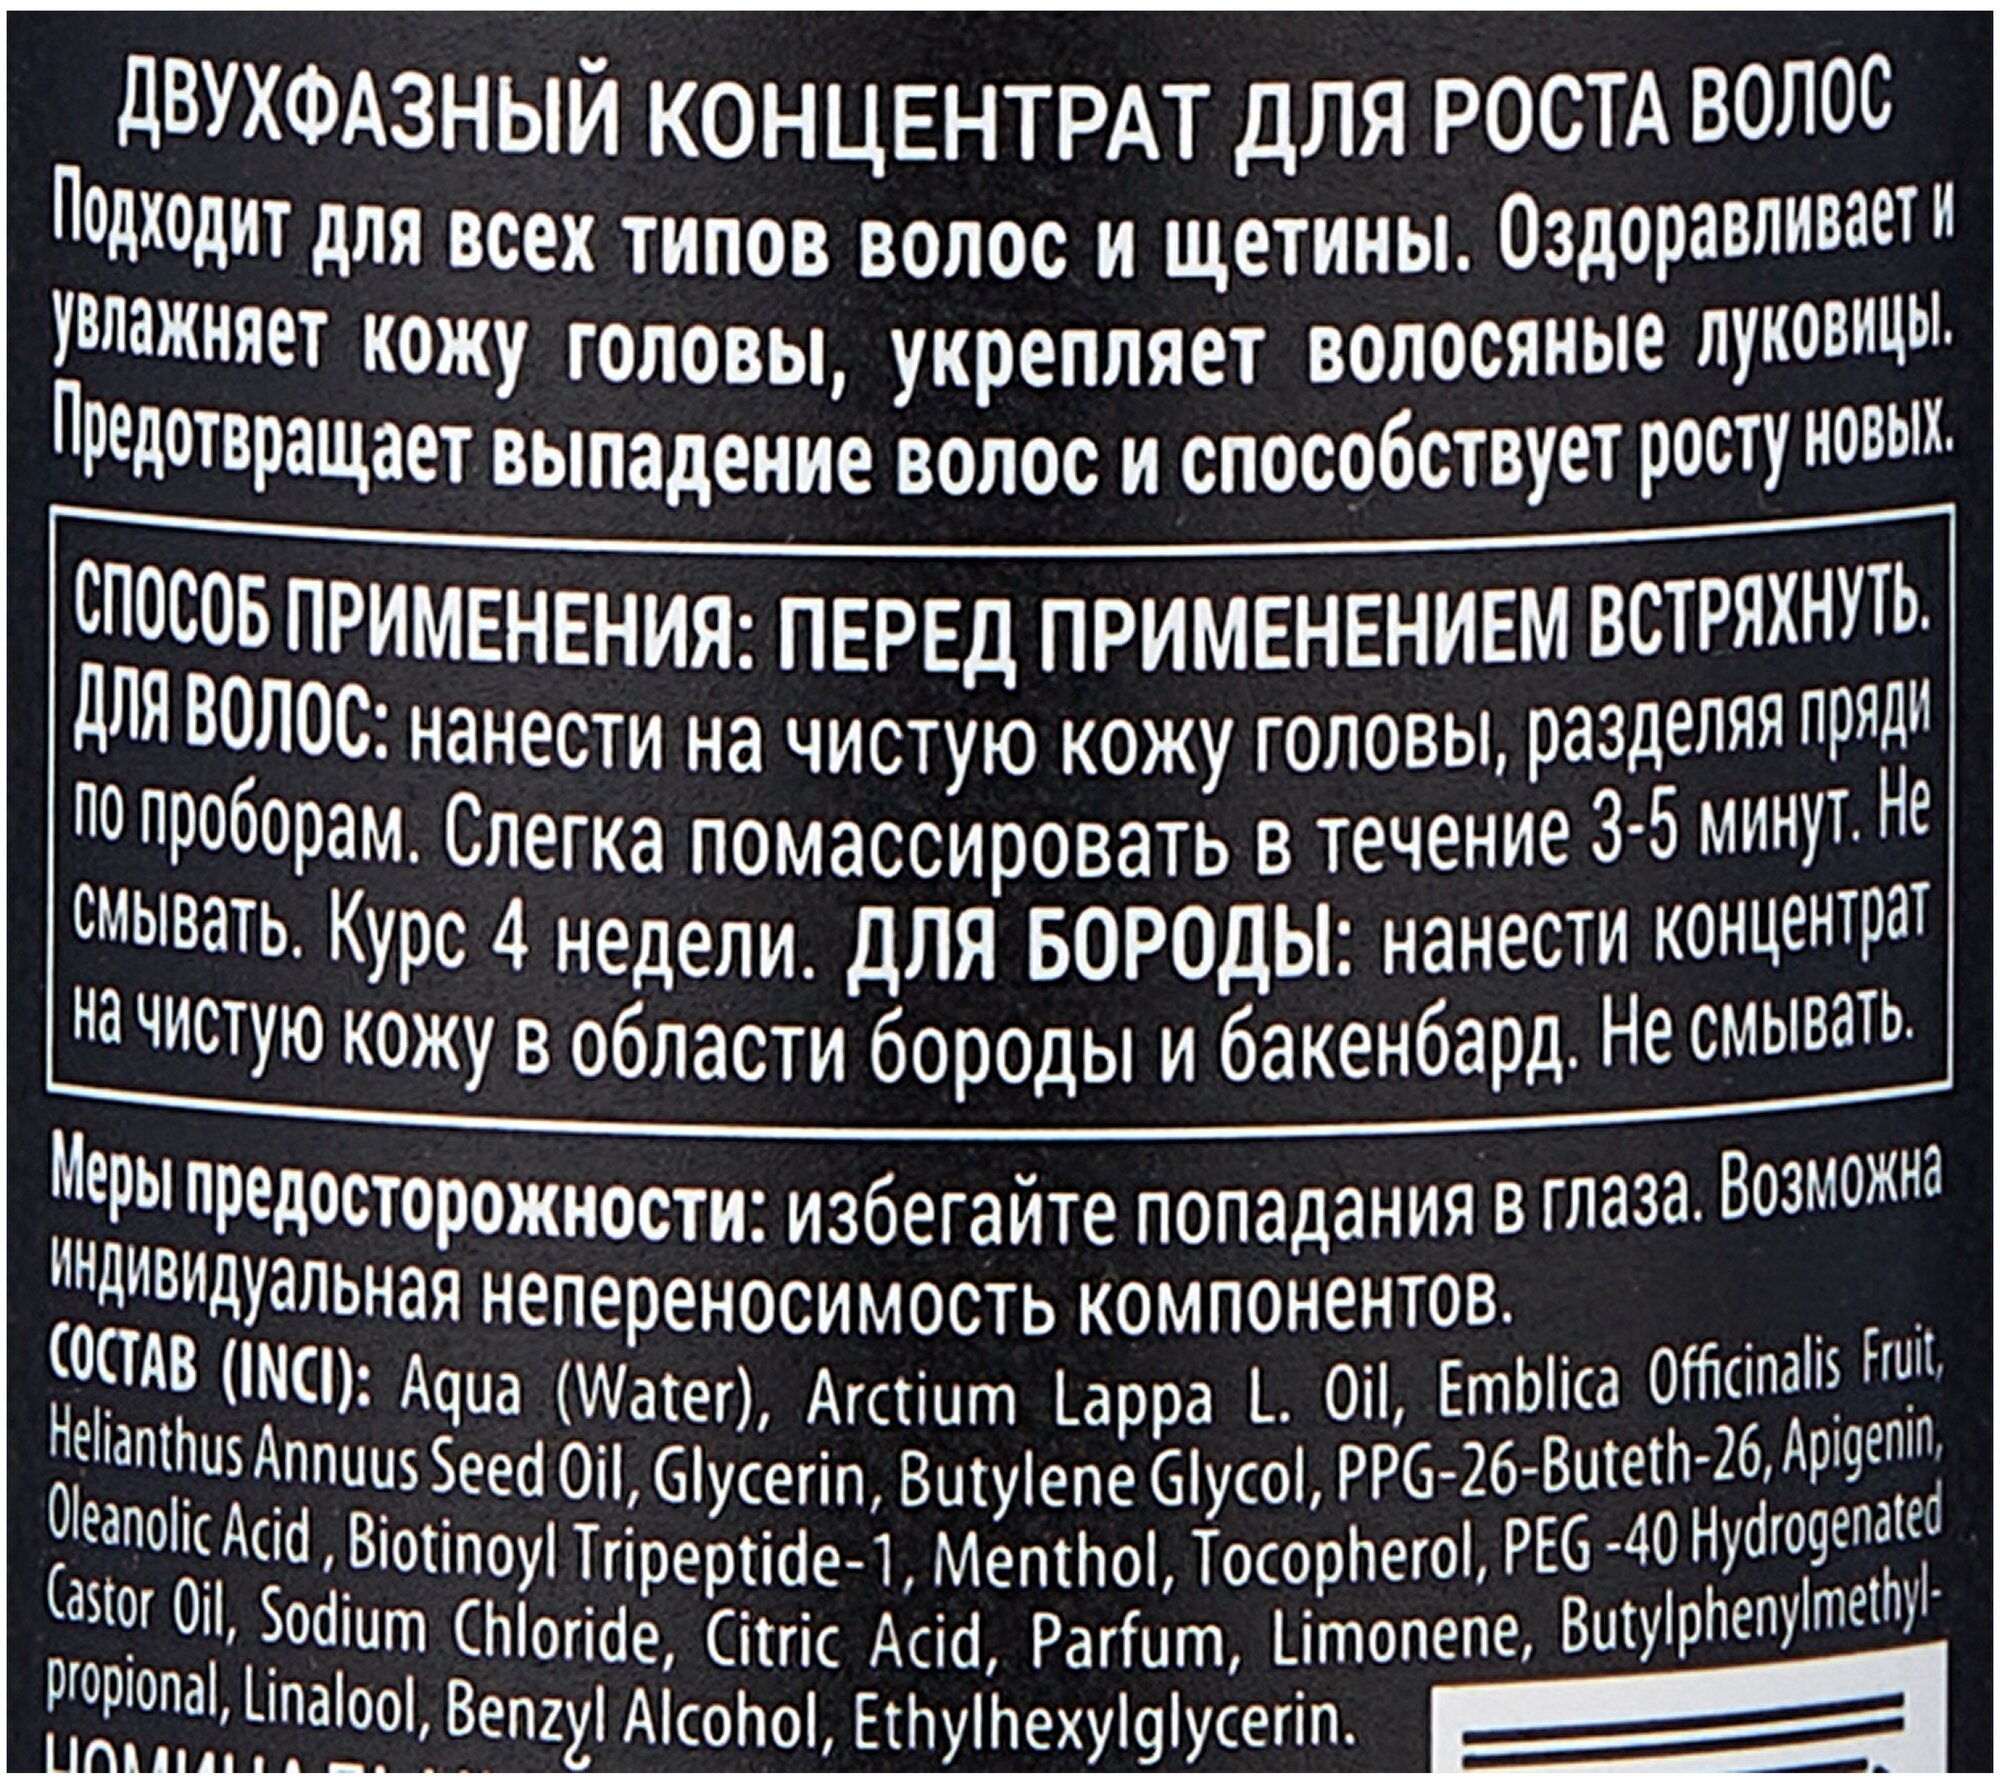 ДВУХФАЗНЫЙ КОНЦЕНТРАТ ДЛЯ РОСТА ВОЛОС
Подходит для всех типов волос и щетины. Оздоравливает и
увлажняет кожу головы, укрепляет волосяные луковицы.
Предотвращает выпадение волос и способствует росту новых.
СПОСОБ ПРИМЕНЕНИЯ: ПЕРЕД ПРИМЕНЕНИЕМ ВСТРЯХНУТЬ.
ДЛЯ ВОЛОС: нанести на чистую кожу головы, разделяя пряди
по проборам. Слегка помассировать в течение 3-5 минут. Не
смывать. Курс 4 недели. ДЛЯ БОРОДЫ: нанести концентрат
на чистую кожу в области бороды и бакенбард. Не смывать.
Меры предосторожности: избегайте попадания в глаза. Возможна
индивидуальная непереносимость компонентов.
СОСТАВ (INCI): Aqua (Water), Arctium Lappa L. Oil, Emblica Officinalis Fruit,
Helianthus Annuus Seed Oil, Glycerin, Butylene Glycol, PPG-26-Buteth-26, Apigenin,
Oleanolic Acid , Biotinoyl Tripeptide-1, Menthol, Tocopherol, PEG -40 Hydrogenated
Castor Oil, Sodium Chloride, Citric Acid, Parfum, Limonene, Butylphenylmethyl-
propional, Linalool, Benzyl Alcohol, Ethylhexylglycerin.